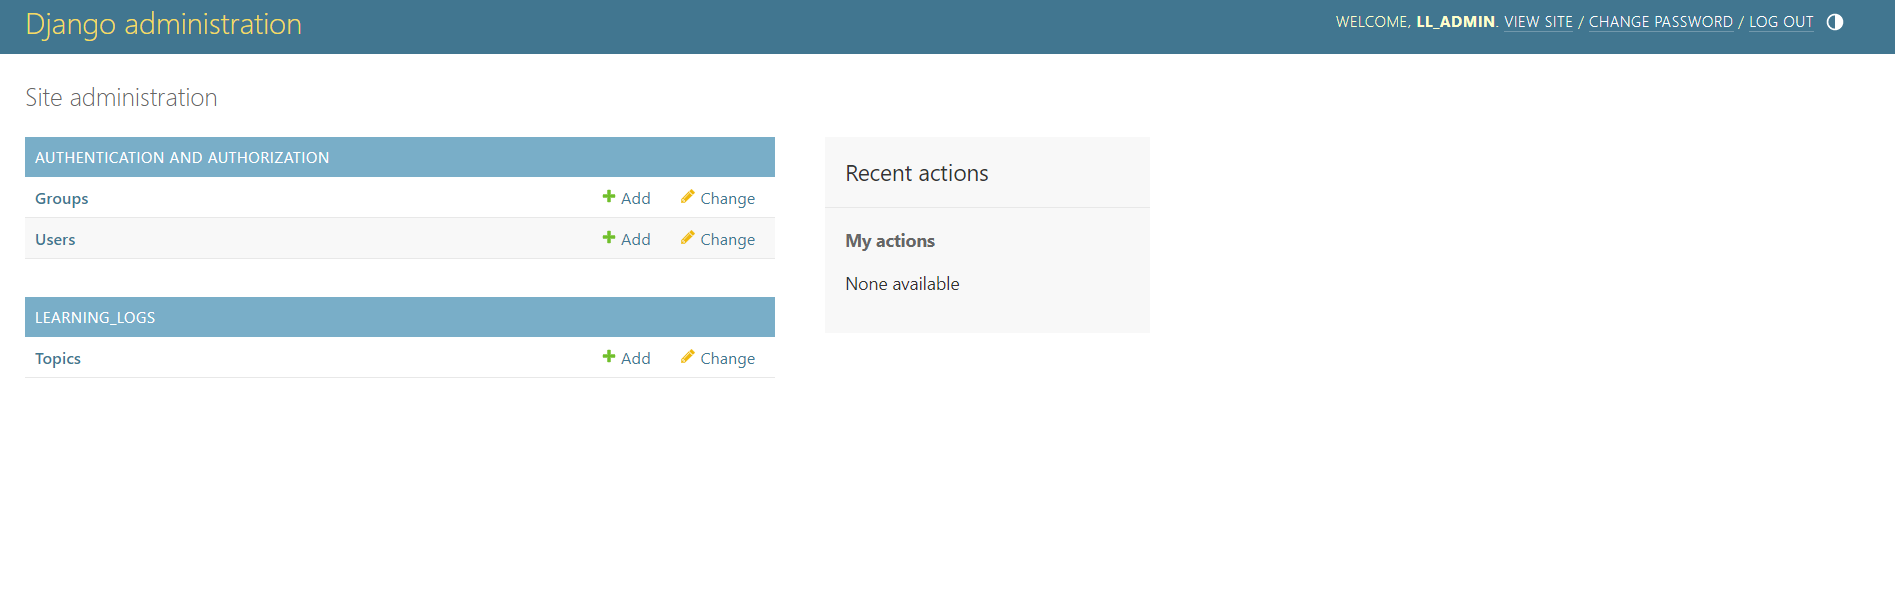 Django administration
WELCOME, LL_ADMIN. VIEW SITE / CHANGE PASSWORD / LOG OUT
Site administration
AUTHENTICATION AND AUTHORIZATION
Groups Add Change
Users Add Change
LEARNING_LOGS
Topics Add Change
Recent actions
My actions
None available